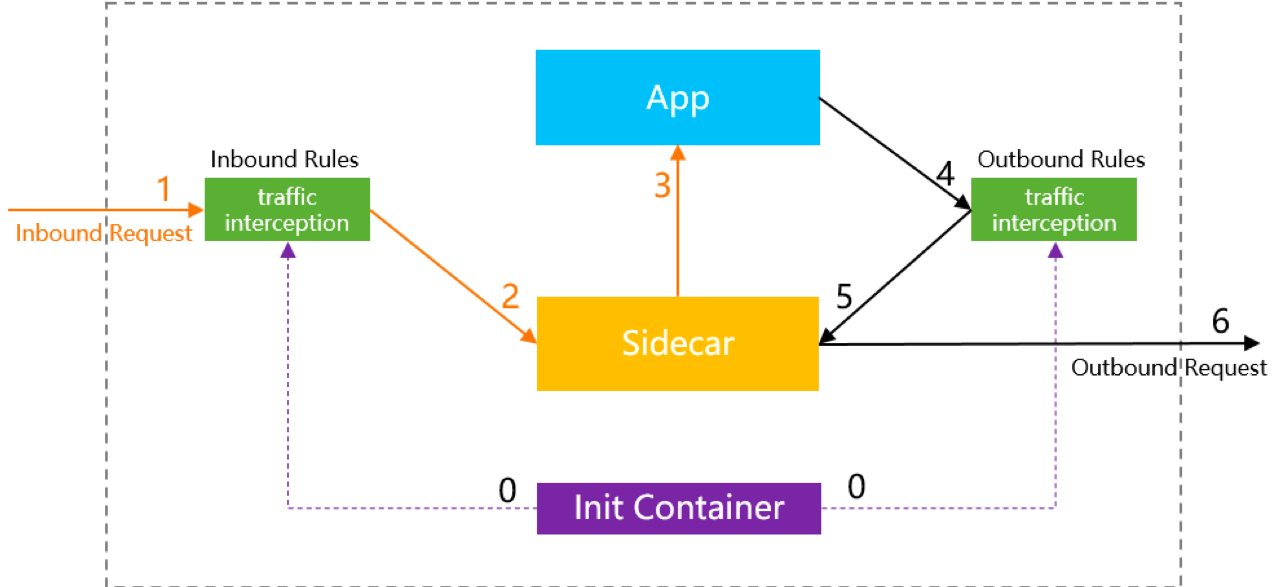 App
Inbound Rules
Outbound Rules
1
traffic
interception
3
4
traffic
interception
Inbound Request
2
5
Sidecar
6
Outbound Request
0
Init Container
0